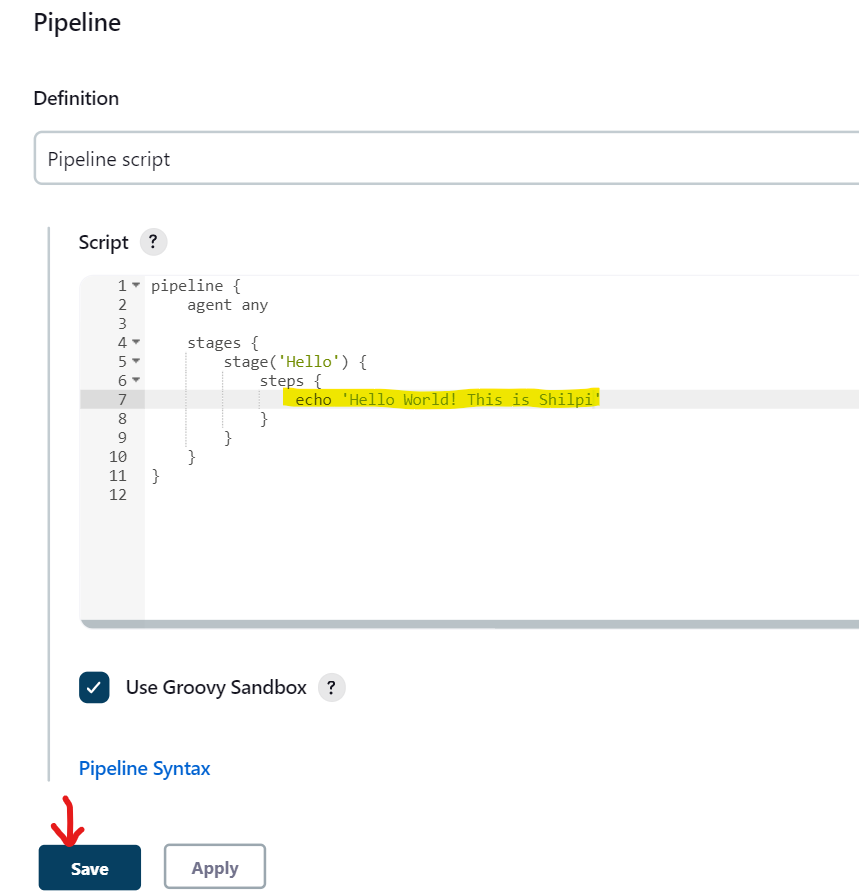 Pipeline
Definition
Pipeline script
Script ?
1 pipeline {
2     agent any
3
4     stages {
5         stage('Hello') {
6             steps {
7                 echo 'Hello World! This is Shilpi'
8             }
9         }
10     }
11 }
12
Use Groovy Sandbox ?
Pipeline Syntax
Save Apply